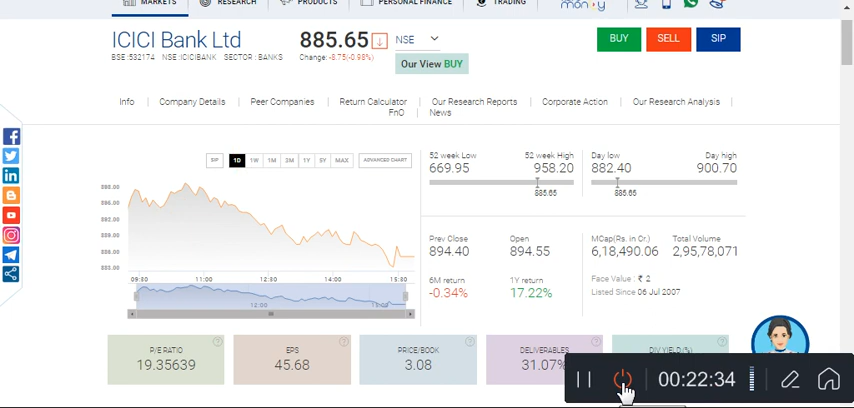 MARKETS RESEARCH PRODUCTS PERSONAL FINANCE TRADING
ICICI Bank Ltd 885.65 NSE
BSE:532174 NSE:ICICIBANK SECTOR : BANKS
Change: -8.75(-0.98%)
Our View BUY
BUY SELL SIP
Info Company Details Peer Companies Return Calculator Our Research Reports Corporate Action Our Research Analysis
FnO News
SIP 1D 1W 1M 3M 1Y 5Y MAX ADVANCED CHART
898.00
892.00
889.00
886.00
883.00
09:30 11:00 12:30 14:00 15:30
12:00 15:00
52 week Low 52 week High
669.95 958.20
885.65
Day low Day high
882.40 900.70
885.65
Prev Close Open
894.40 894.55
MCap(Rs. in Cr.) Total Volume
6,18,490.06 2,95,78,071
6M return 1Y return
-0.34% 17.22%
Face Value : ₹ 2
Listed Since 06 Jul 2007
P/E RATIO
19.35639
EPS
45.68
PRICE/BOOK
3.08
DELIVERABLES
31.07%
DIV YIELD(%)
00:22:34